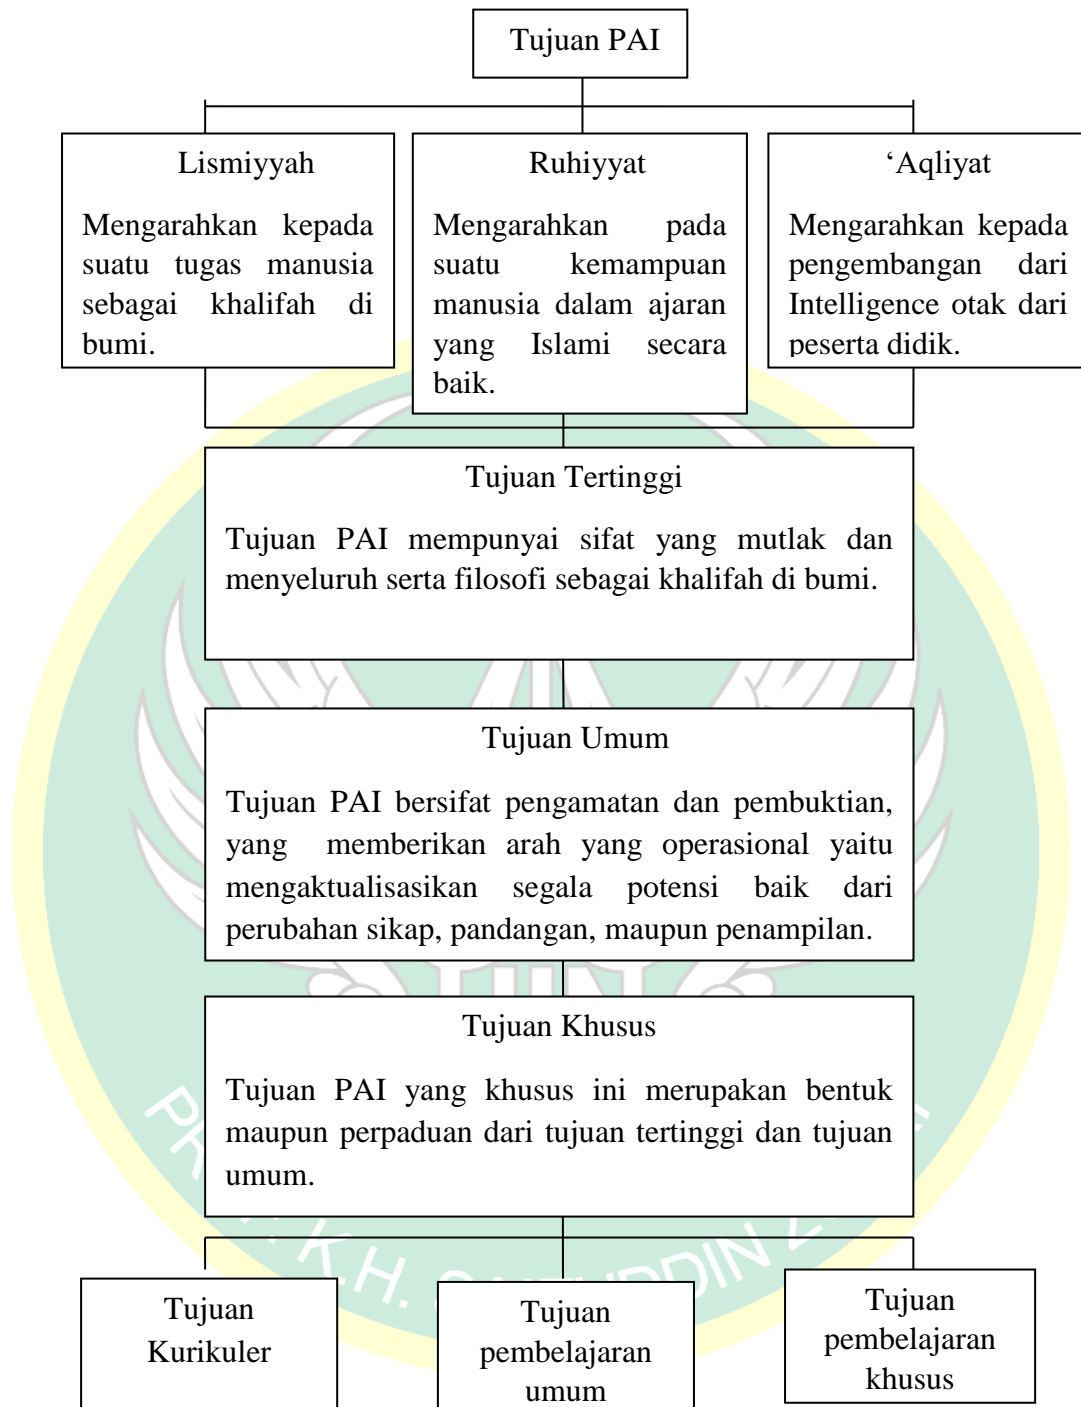 Tujuan PAI
Lismiyyah
Mengarahkan kepada
suatu tugas manusia
sebagai khalifah di
bumi.
Ruhiyyat
Mengarahkan pada
suatu kemampuan
manusia dalam ajaran
yang Islami secara
baik.
‘Aqliyat
Mengarahkan kepada
pengembangan dari
Intelligence otak dari
peserta didik.
Tujuan Tertinggi
Tujuan PAI mempunyai sifat yang mutlak dan
menyeluruh serta filosofi sebagai khalifah di bumi.
Tujuan Umum
Tujuan PAI bersifat pengamatan dan pembuktian,
yang memberikan arah yang operasional yaitu
mengaktualisasikan segala potensi baik dari
perubahan sikap, pandangan, maupun penampilan.
Tujuan Khusus
Tujuan PAI yang khusus ini merupakan bentuk
maupun perpaduan dari tujuan tertinggi dan tujuan
umum.
Tujuan
Kurikuler
Tujuan
pembelajaran
umum
Tujuan
pembelajaran
khusus
UIN
K.H.